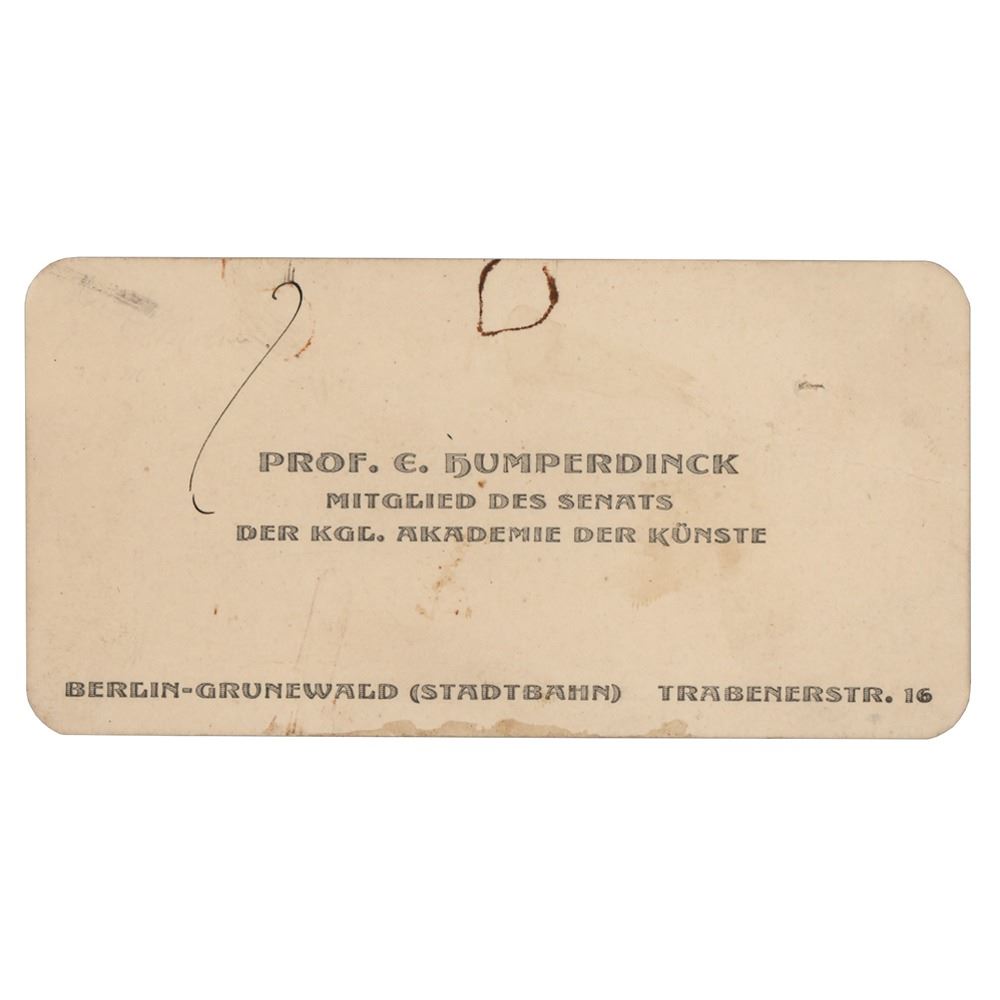 PROF. E. HUMPERDINCK
MITGLIED DES SENATS
DER KGL. AKADEMIE DER KÜNSTE
BERLIN-GRUNEWALD (STADTBAHN) TRABENERSTR. 16